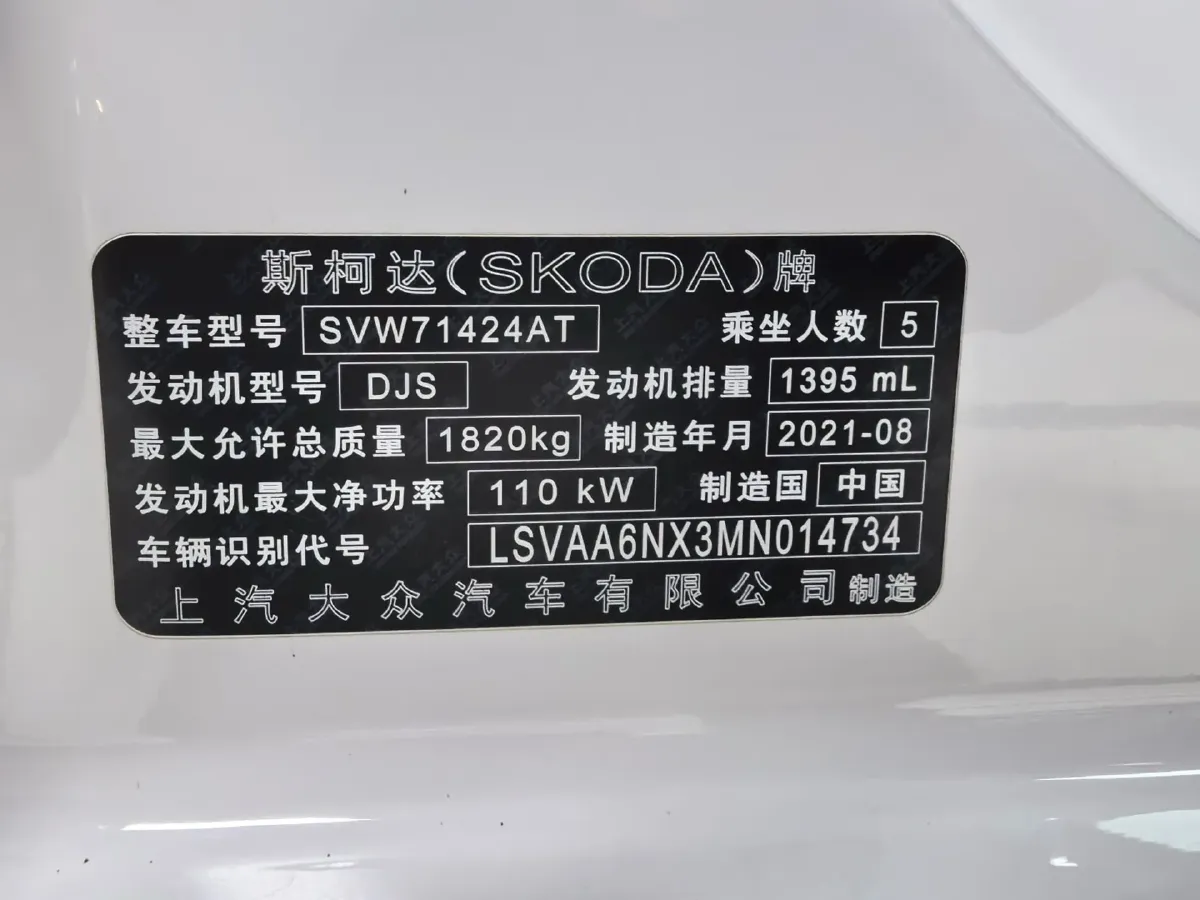 斯柯达(SKODA)牌
整车型号 SVW71424AT 乘坐人数 5
发动机型号 DJS 发动机排量 1395 mL
最大允许总质量 1820kg 制造年月 2021-08
发动机最大净功率 110 kW 制造国 中国
车辆识别代号 LSVAA6NX3MN014734
上汽大众汽车有限公司制造